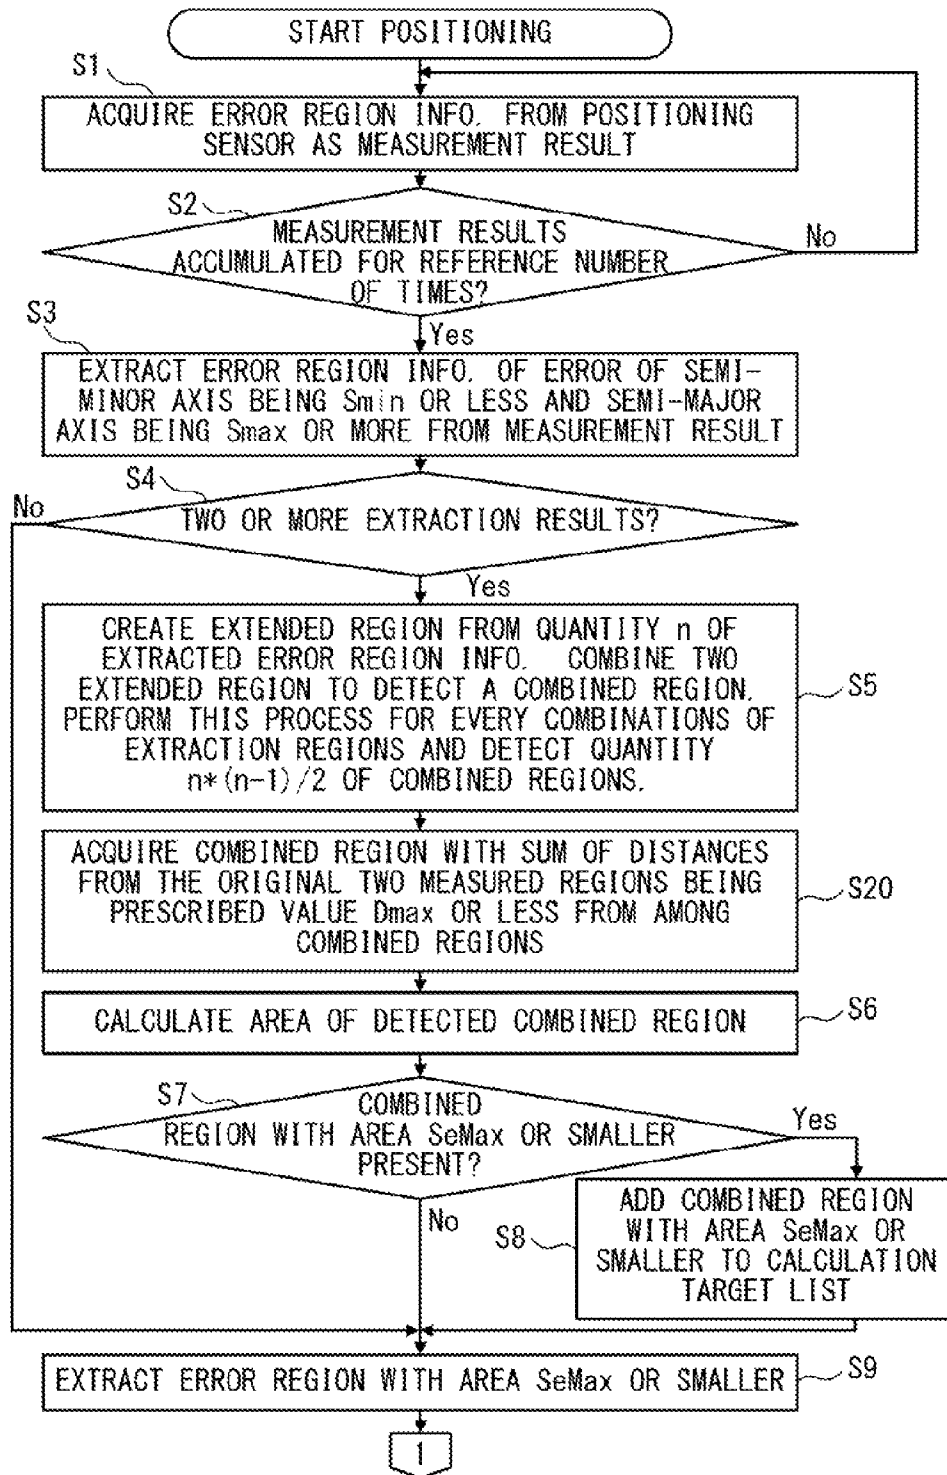 START POSITIONING
S1
ACQUIRE ERROR REGION INFO. FROM POSITIONING
SENSOR AS MEASUREMENT RESULT
S2
MEASUREMENT RESULTS
ACCUMULATED FOR REFERENCE NUMBER
OF TIMES?
No
Yes
S3
EXTRACT ERROR REGION INFO. OF ERROR OF SEMI-
MINOR AXIS BEING Smin OR LESS AND SEMI-MAJOR
AXIS BEING Smax OR MORE FROM MEASUREMENT RESULT
S4
No
TWO OR MORE EXTRACTION RESULTS?
Yes
CREATE EXTENDED REGION FROM QUANTITY n OF
EXTRACTED ERROR REGION INFO. COMBINE TWO
EXTENDED REGION TO DETECT A COMBINED REGION.
PERFORM THIS PROCESS FOR EVERY COMBINATIONS OF
EXTRACTION REGIONS AND DETECT QUANTITY
n*(n-1)/2 OF COMBINED REGIONS.
S5
ACQUIRE COMBINED REGION WITH SUM OF DISTANCES
FROM THE ORIGINAL TWO MEASURED REGIONS BEING
PRESCRIBED VALUE Dmax OR LESS FROM AMONG
COMBINED REGIONS
S20
CALCULATE AREA OF DETECTED COMBINED REGION
S6
S7
COMBINED
REGION WITH AREA SeMax OR SMALLER
PRESENT?
Yes
No
S8
ADD COMBINED REGION
WITH AREA SeMax OR
SMALLER TO CALCULATION
TARGET LIST
EXTRACT ERROR REGION WITH AREA SeMax OR SMALLER
S9
1